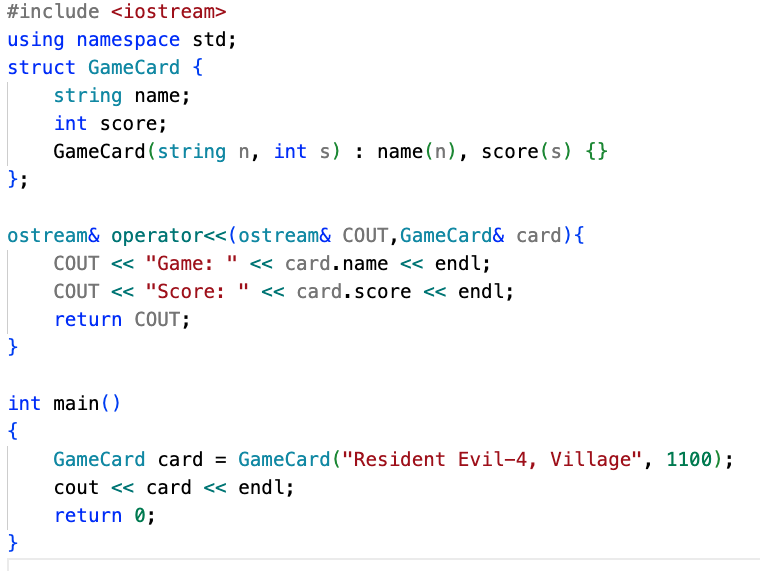 #include <iostream>
using namespace std;
struct GameCard {
    string name;
    int score;
    GameCard(string n, int s) : name(n), score(s) {}
};

ostream& operator<<(ostream& COUT,GameCard& card){
    COUT << "Game: " << card.name << endl;
    COUT << "Score: " << card.score << endl;
    return COUT;
}

int main()
{
    GameCard card = GameCard("Resident Evil-4, Village", 1100);
    cout << card << endl;
    return 0;
}